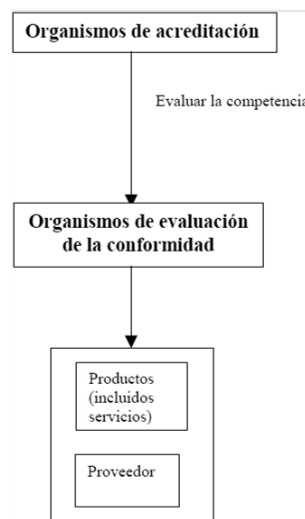 Organismos de acreditación
Evaluar la competencia
Organismos de evaluación
de la conformidad
Productos
(incluidos
servicios)
Proveedor